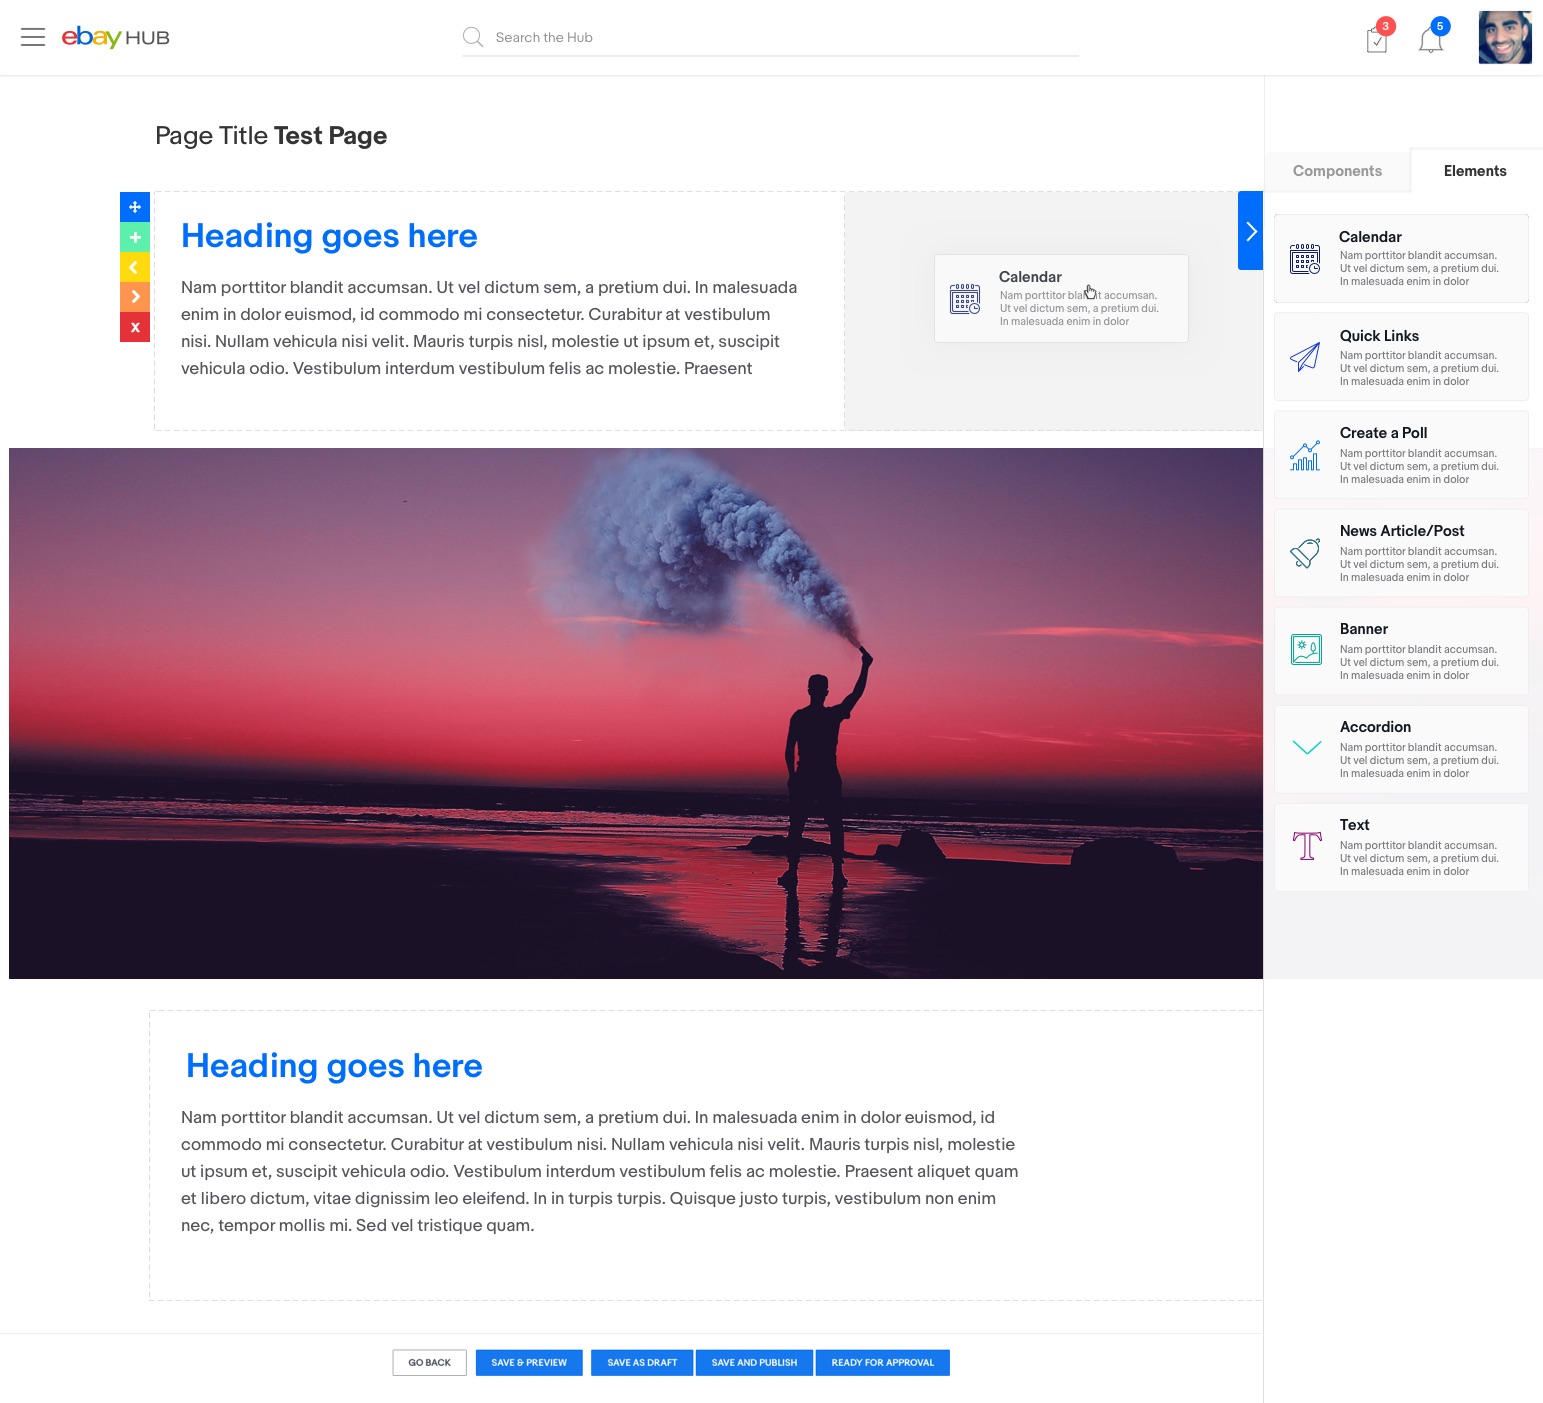 ebay HUB
Search the Hub
3
5
Page Title Test Page
Components
Elements
Heading goes here
Nam porttitor blandit accumsan. Ut vel dictum sem, a pretium dui. In malesuada
enim in dolor euismod, id commodo mi consectetur. Curabitur at vestibulum
nisi. Nullam vehicula nisi velit. Mauris turpis nisl, molestie ut ipsum et, suscipit
vehicula odio. Vestibulum interdum vestibulum felis ac molestie. Praesent
Calendar
Nam porttitor blandit accumsan.
Ut vel dictum sem, a pretium dui.
In malesuada enim in dolor
Calendar
Nam porttitor blandit accumsan.
Ut vel dictum sem, a pretium dui.
In malesuada enim in dolor
Quick Links
Nam porttitor blandit accumsan.
Ut vel dictum sem, a pretium dui.
In malesuada enim in dolor
Create a Poll
Nam porttitor blandit accumsan.
Ut vel dictum sem, a pretium dui.
In malesuada enim in dolor
News Article/Post
Nam porttitor blandit accumsan.
Ut vel dictum sem, a pretium dui.
In malesuada enim in dolor
Banner
Nam porttitor blandit accumsan.
Ut vel dictum sem, a pretium dui.
In malesuada enim in dolor
Accordion
Nam porttitor blandit accumsan.
Ut vel dictum sem, a pretium dui.
In malesuada enim in dolor
Text
Nam porttitor blandit accumsan.
Ut vel dictum sem, a pretium dui.
In malesuada enim in dolor
Heading goes here
Nam porttitor blandit accumsan. Ut vel dictum sem, a pretium dui. In malesuada enim in dolor euismod, id
commodo mi consectetur. Curabitur at vestibulum nisi. Nullam vehicula nisi velit. Mauris turpis nisl, molestie
ut ipsum et, suscipit vehicula odio. Vestibulum interdum vestibulum felis ac molestie. Praesent aliquet quam
et libero dictum, vitae dignissim leo eleifend. In in turpis turpis. Quisque justo turpis, vestibulum non enim
nec, tempor mollis mi. Sed vel tristique quam.
GO BACK
SAVE & PREVIEW
SAVE AS DRAFT
SAVE AND PUBLISH
READY FOR APPROVAL